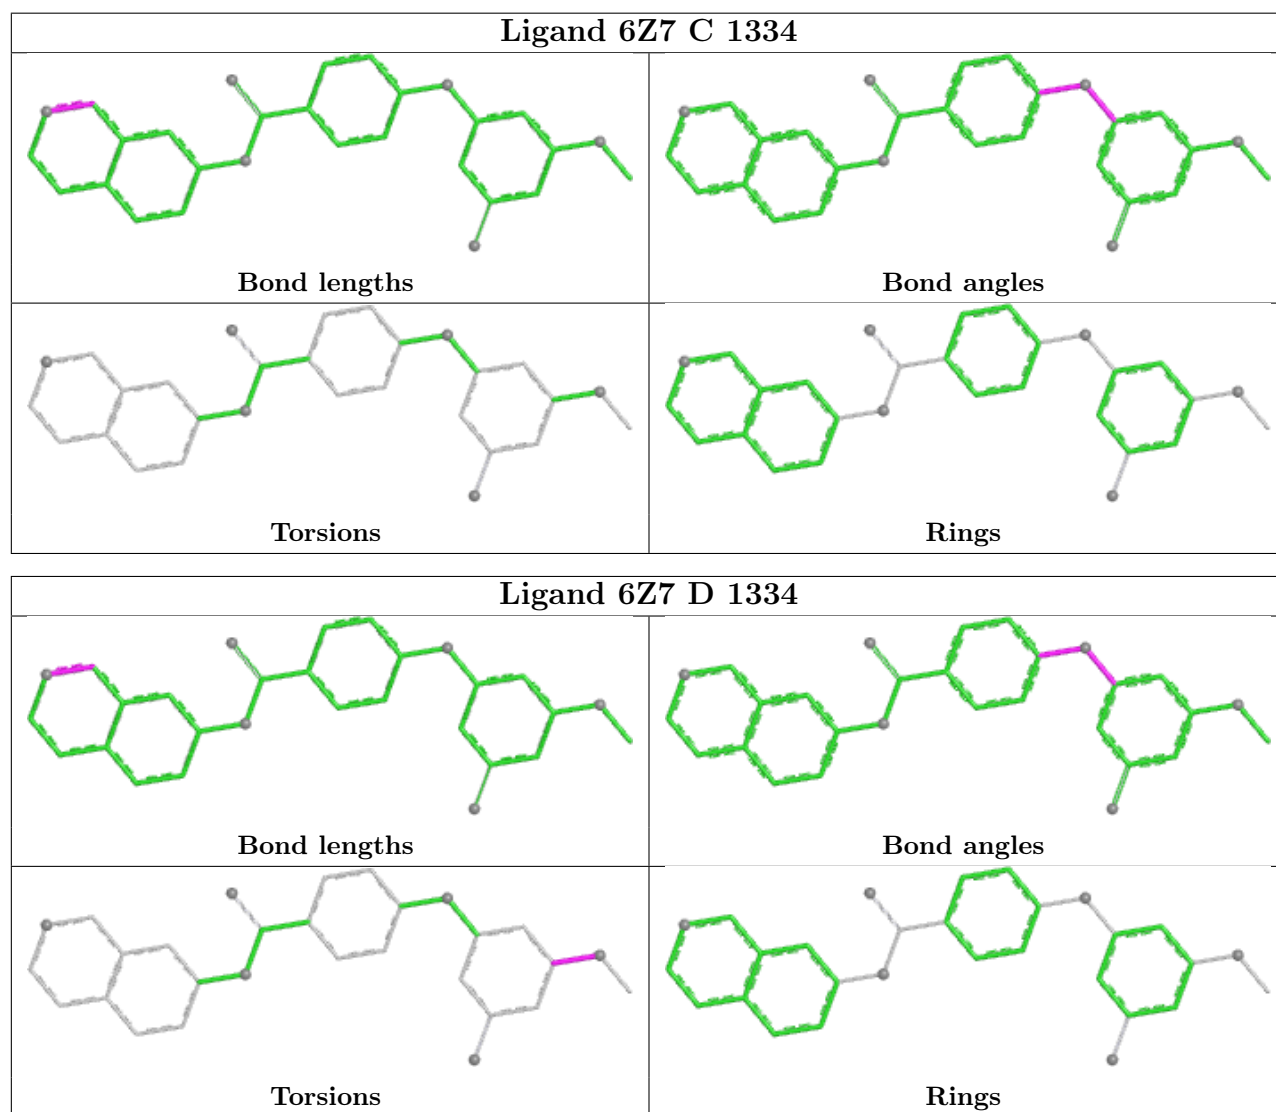 Ligand 6Z7 C 1334
Bond lengths
Bond angles
Torsions
Rings
Ligand 6Z7 D 1334
Bond lengths
Bond angles
Torsions
Rings